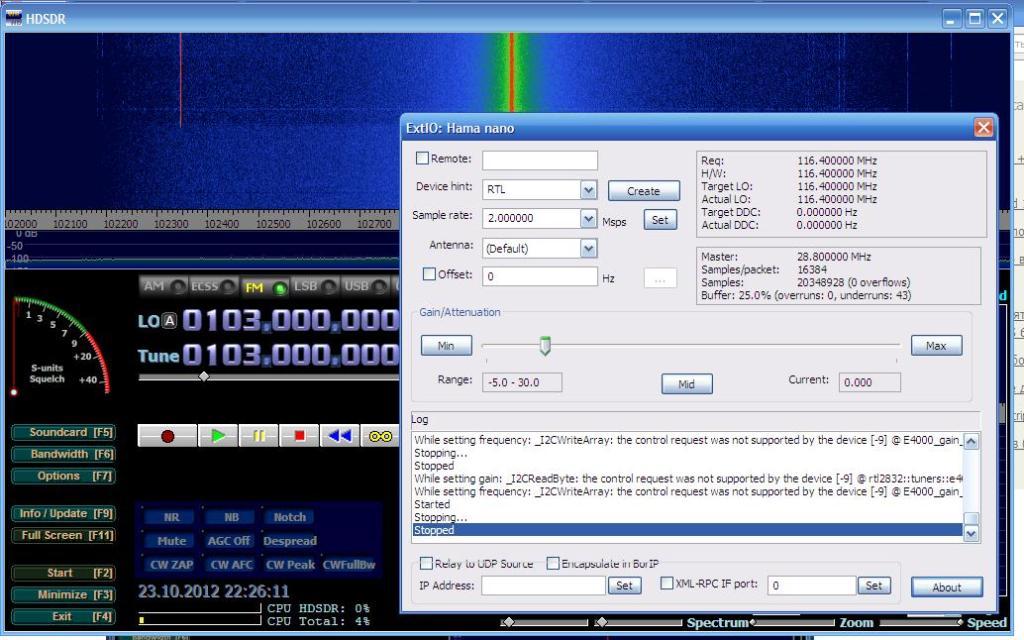 HDSDR
102000 102100 102200 102300 102400 102500 102600 102700
0 dB
-50
-100
AM ECSS FM LSB USB
LO A 0103.000.000
Tune 0103.000.000
1 3 5 7 9 +20 +40
S-units
Squelch
Soundcard [F5]
Bandwidth [F6]
Options [F7]
Info / Update [F9]
Full Screen [F11]
Start [F2]
Minimize [F3]
Exit [F4]
NR NB Notch
Mute AGC Off Despread
CW ZAP CW AFC CW Peak CWFullBw
23.10.2012 22:26:11
CPU HDSDR: 0%
CPU Total: 4%
Spectrum Zoom Speed
ExtIO: Hama nano
Remote:
Device hint: RTL Create
Sample rate: 2.000000 Msps Set
Antenna: (Default)
Offset: 0 Hz ...
Req: 116.400000 MHz
H/W: 116.400000 MHz
Target LO: 116.400000 MHz
Actual LO: 116.400000 MHz
Target DDC: 0.000000 Hz
Actual DDC: 0.000000 Hz
Master: 28.800000 MHz
Samples/packet: 16384
Samples: 20348928 (0 overflows)
Buffer: 25.0% (overruns: 0, underruns: 43)
Gain/Attenuation
Min Max
Range: -5.0 - 30.0 Mid Current: 0.000
Log
While setting frequency: _I2CWriteArray: the control request was not supported by the device [-9] @ E4000_gain_
Stopping...
Stopped
While setting gain: _I2CReadByte: the control request was not supported by the device [-9] @ rtl2832::tuners::e4
While setting frequency: _I2CWriteArray: the control request was not supported by the device [-9] @ E4000_gain_
Started
Stopping...
Stopped
Relay to UDP Source Encapsulate in BorIP
IP Address: Set XML-RPC IF port: 0 Set About